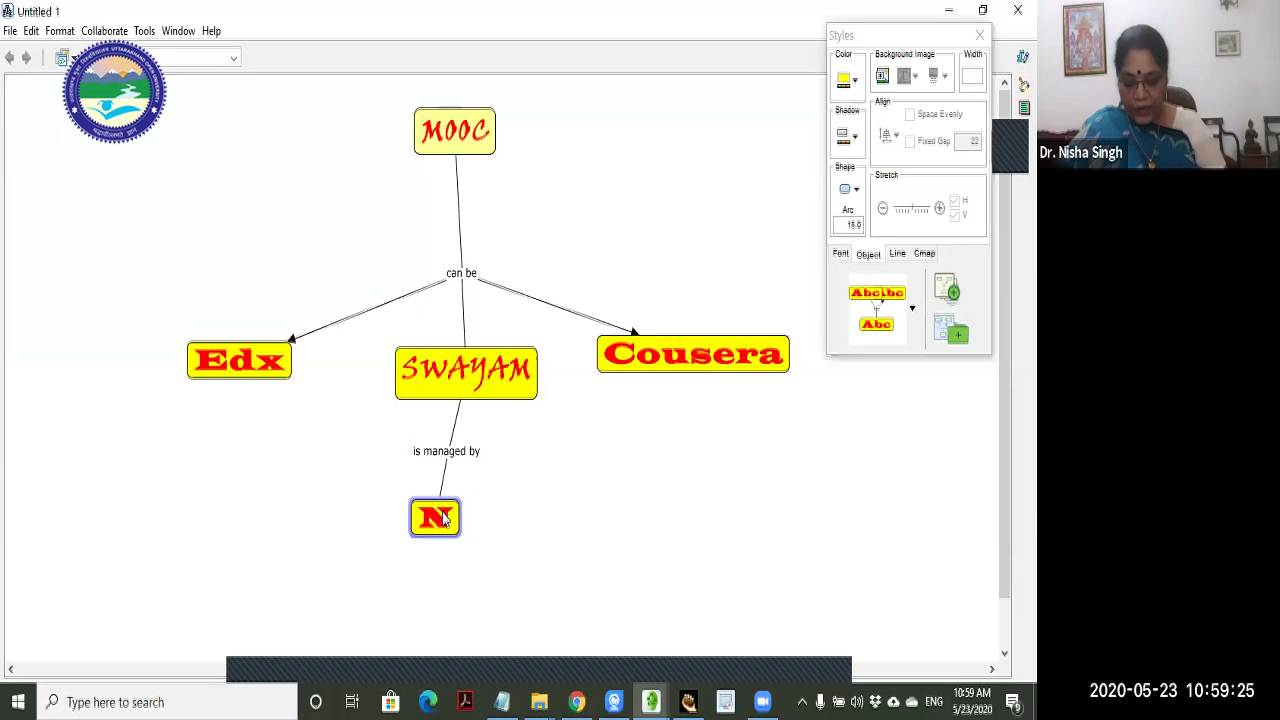 Untitled 1
File Edit Format Collaborate Tools Window Help
Styles
Color
Background Image
Width
Shadow
Align
Space Evenly
Fixed Gap
22
Shape
Stretch
H
V
Arc
Font Object Line Cmap
Abc
Abc
MOOC
can be
Edx
SWAYAM
Cousera
is managed by
N
Dr. Nisha Singh
2020-05-23 10:59:25
Type here to search
ENG
10:59 AM
5/23/2020